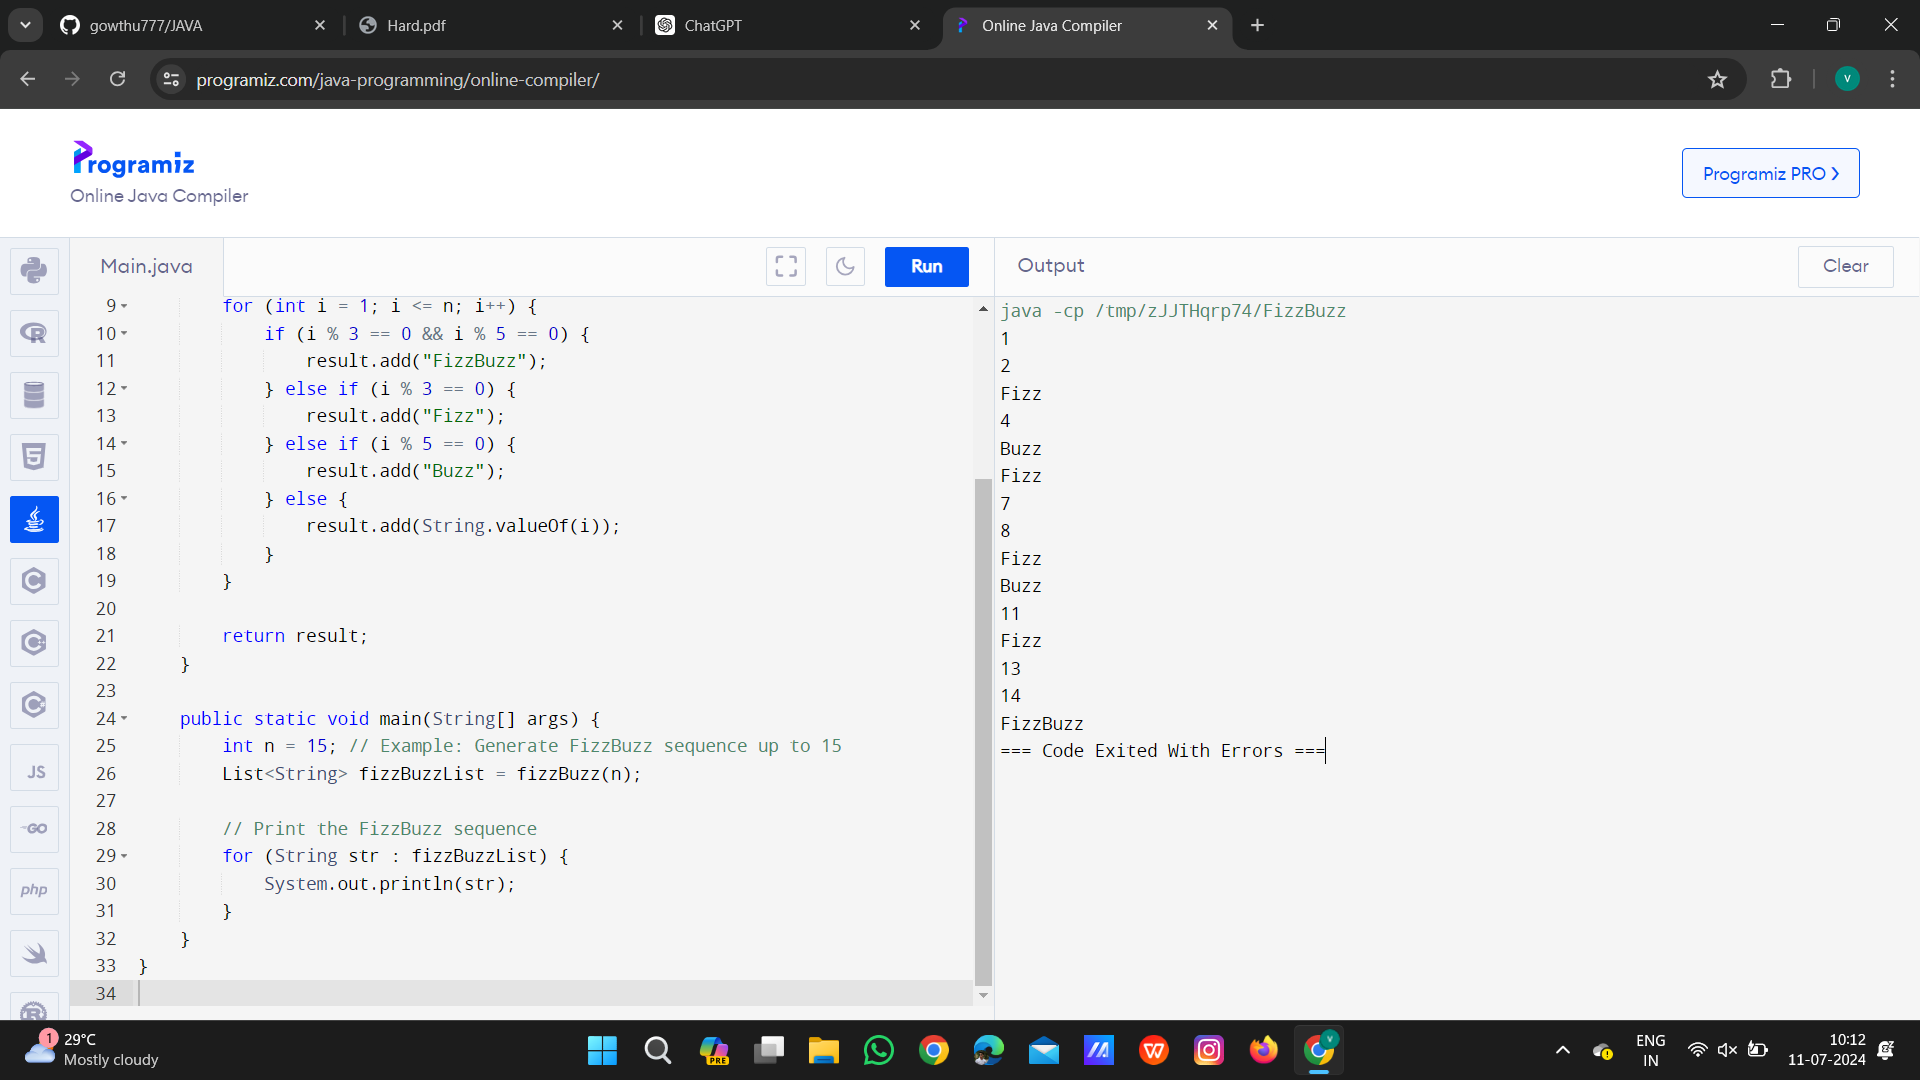 gowthu777/JAVA
Hard.pdf
ChatGPT
Online Java Compiler
programiz.com/java-programming/online-compiler/
V
Programiz
Online Java Compiler
Programiz PRO
Main.java
Run
Output
Clear
9 for (int i = 1; i <= n; i++) {
10 if (i % 3 == 0 && i % 5 == 0) {
11 result.add("FizzBuzz");
12 } else if (i % 3 == 0) {
13 result.add("Fizz");
14 } else if (i % 5 == 0) {
15 result.add("Buzz");
16 } else {
17 result.add(String.valueOf(i));
18 }
19 }
20
21 return result;
22 }
23
24 public static void main(String[] args) {
25 int n = 15; // Example: Generate FizzBuzz sequence up to 15
26 List<String> fizzBuzzList = fizzBuzz(n);
27
28 // Print the FizzBuzz sequence
29 for (String str : fizzBuzzList) {
30 System.out.println(str);
31 }
32 }
33 }
34
java -cp /tmp/zJJTHqrp74/FizzBuzz
1
2
Fizz
4
Buzz
Fizz
7
8
Fizz
Buzz
11
Fizz
13
14
FizzBuzz
=== Code Exited With Errors ===
JS
GO
php
1
29°C
Mostly cloudy
PRE
ENG
IN
10:12
11-07-2024